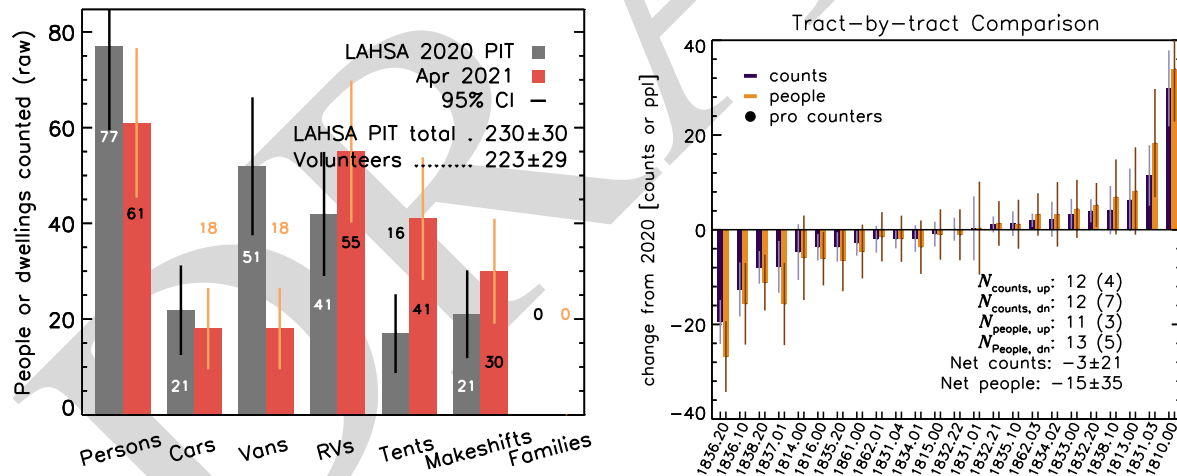 Tract-by-tract Comparison
People or dwellings counted (raw)
80
60
40
20
0
LAHSA 2020 PIT
Apr 2021
95% CI
LAHSA PIT total . 230±30
Volunteers ......... 223±29
77
61
21
18
51
18
41
55
16
41
21
30
0
0
Persons
Cars
Vans
RVs
Tents
Makeshifts
Families
change from 2020 [counts or ppl]
40
20
0
−20
−40
counts
people
pro counters
Ncounts, up: 12 (4)
Ncounts, dn: 12 (7)
Npeople, up: 11 (3)
NPeople, dn: 13 (5)
Net counts: −3±21
Net people: −15±35
1836.20
1836.10
1838.20
1837.01
1814.00
1816.00
1835.20
1861.00
1862.01
1831.04
1834.01
1815.00
1832.22
1831.01
1832.21
1835.10
1862.03
1834.02
1833.00
1832.20
1838.10
1813.00
1831.03
1810.00
DRA